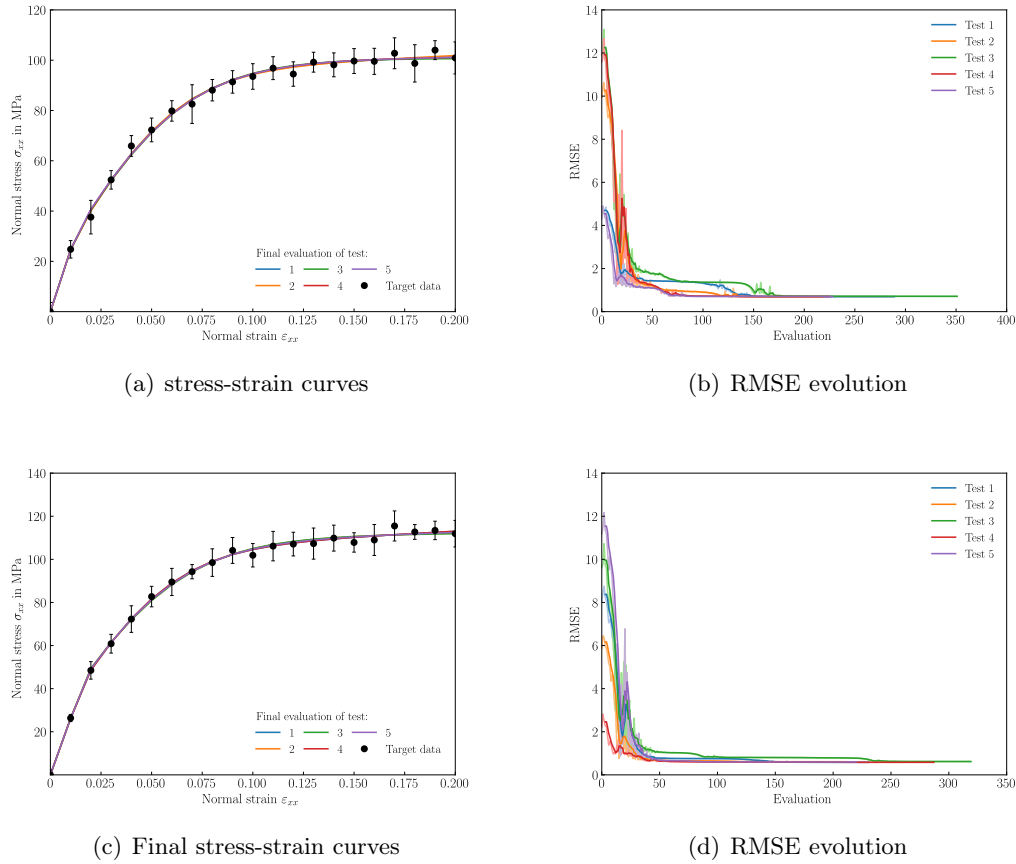 120
100
80
60
40
20
Normal stress σxx in MPa
Final evaluation of test:
1 3 5
2 4 Target data
0 0.025 0.050 0.075 0.100 0.125 0.150 0.175 0.200
Normal strain εxx
(a) stress-strain curves
14
12
10
8
6
4
2
0
RMSE
Test 1
Test 2
Test 3
Test 4
Test 5
0 50 100 150 200 250 300 350 400
Evaluation
(b) RMSE evolution
140
120
100
80
60
40
20
Normal stress σxx in MPa
Final evaluation of test:
1 3 5
2 4 Target data
0 0.025 0.050 0.075 0.100 0.125 0.150 0.175 0.200
Normal strain εxx
(c) Final stress-strain curves
14
12
10
8
6
4
2
0
RMSE
Test 1
Test 2
Test 3
Test 4
Test 5
0 50 100 150 200 250 300 350
Evaluation
(d) RMSE evolution